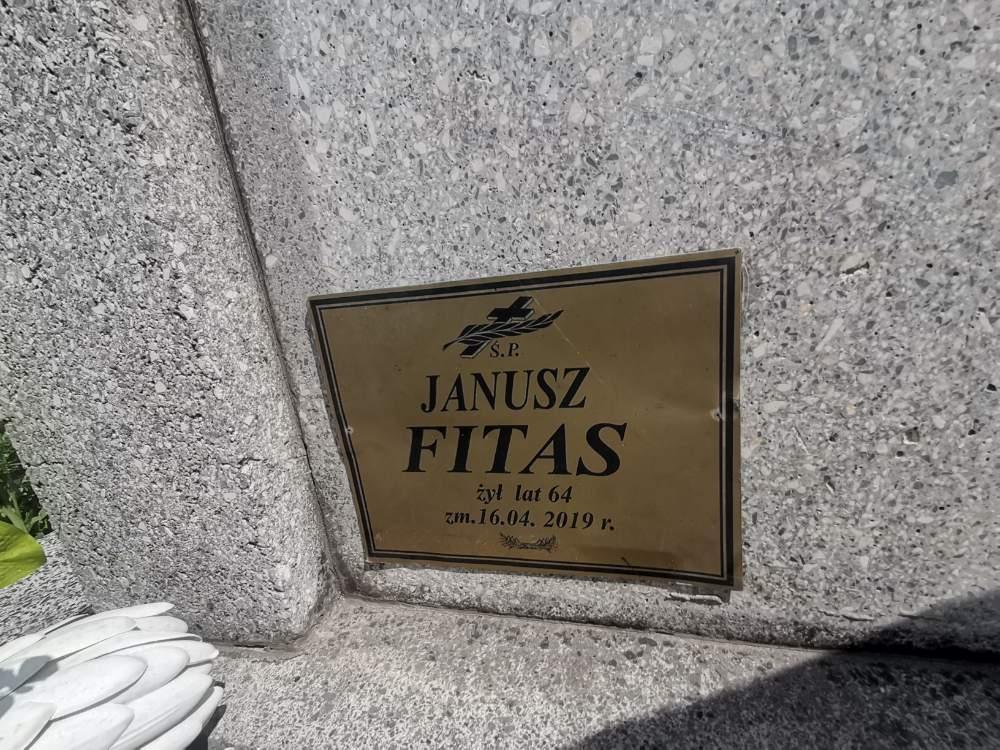 Ś.P.
JANUSZ
FITAS
żył lat 64
zm.16.04. 2019 r.